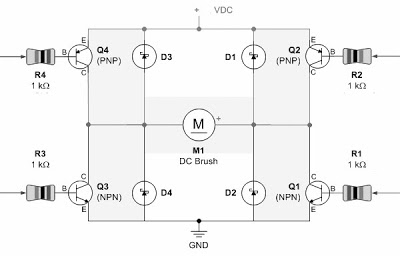 + VDC
E
Q4
(PNP)
B
C
R4
1 kΩ
D3
D1
E
Q2
(PNP)
B
C
R2
1 kΩ
M
+
M1
DC Brush
R3
1 kΩ
C
Q3
(NPN)
B
E
D4
D2
C
Q1
(NPN)
B
E
R1
1 kΩ
GND